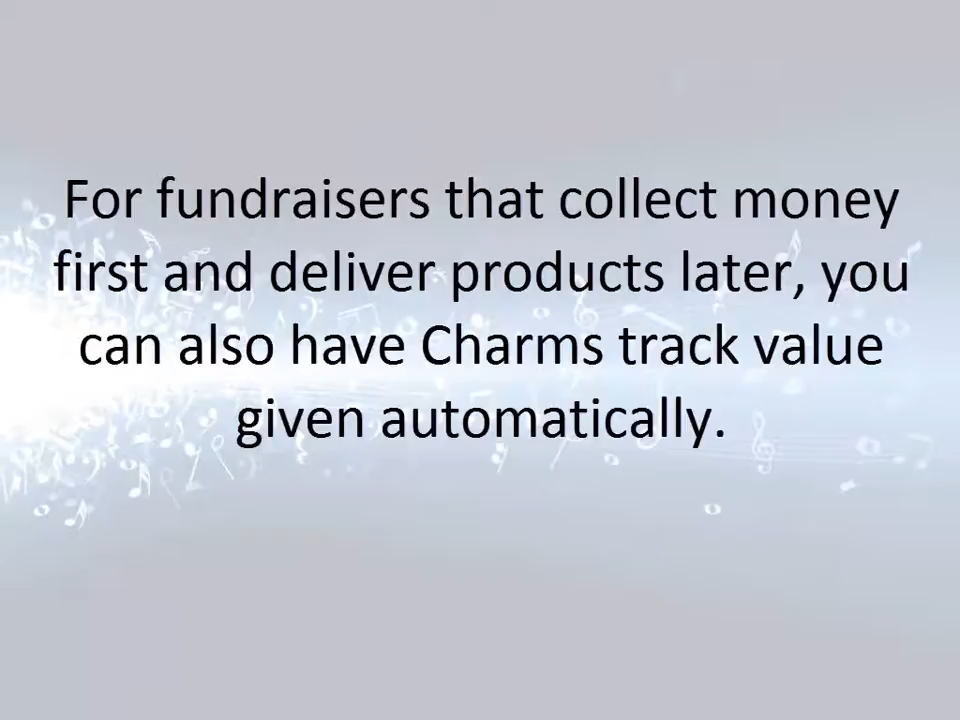 For fundraisers that collect money
first and deliver products later, you
can also have Charms track value
given automatically.